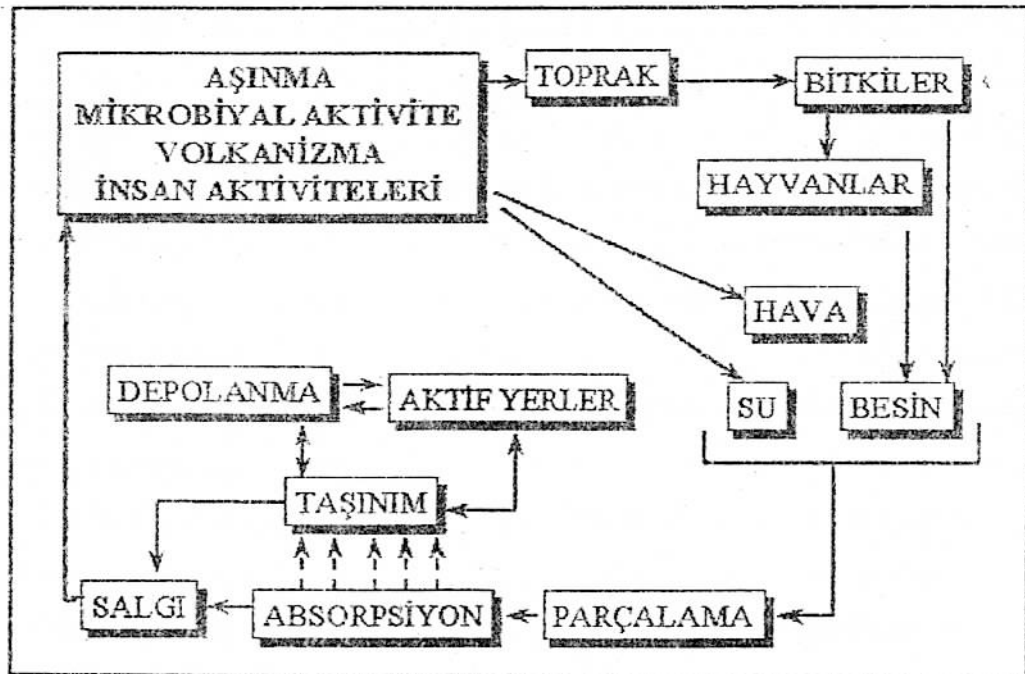 AŞINMA
MİKROBİYAL AKTİVİTE
VOLKANİZMA
İNSAN AKTİVİTELERİ
TOPRAK
BİTKİLER
HAYVANLAR
HAVA
SU
BESİN
DEPOLANMA
AKTİF YERLER
TAŞINIM
SALGI
ABSORPSİYON
PARÇALAMA